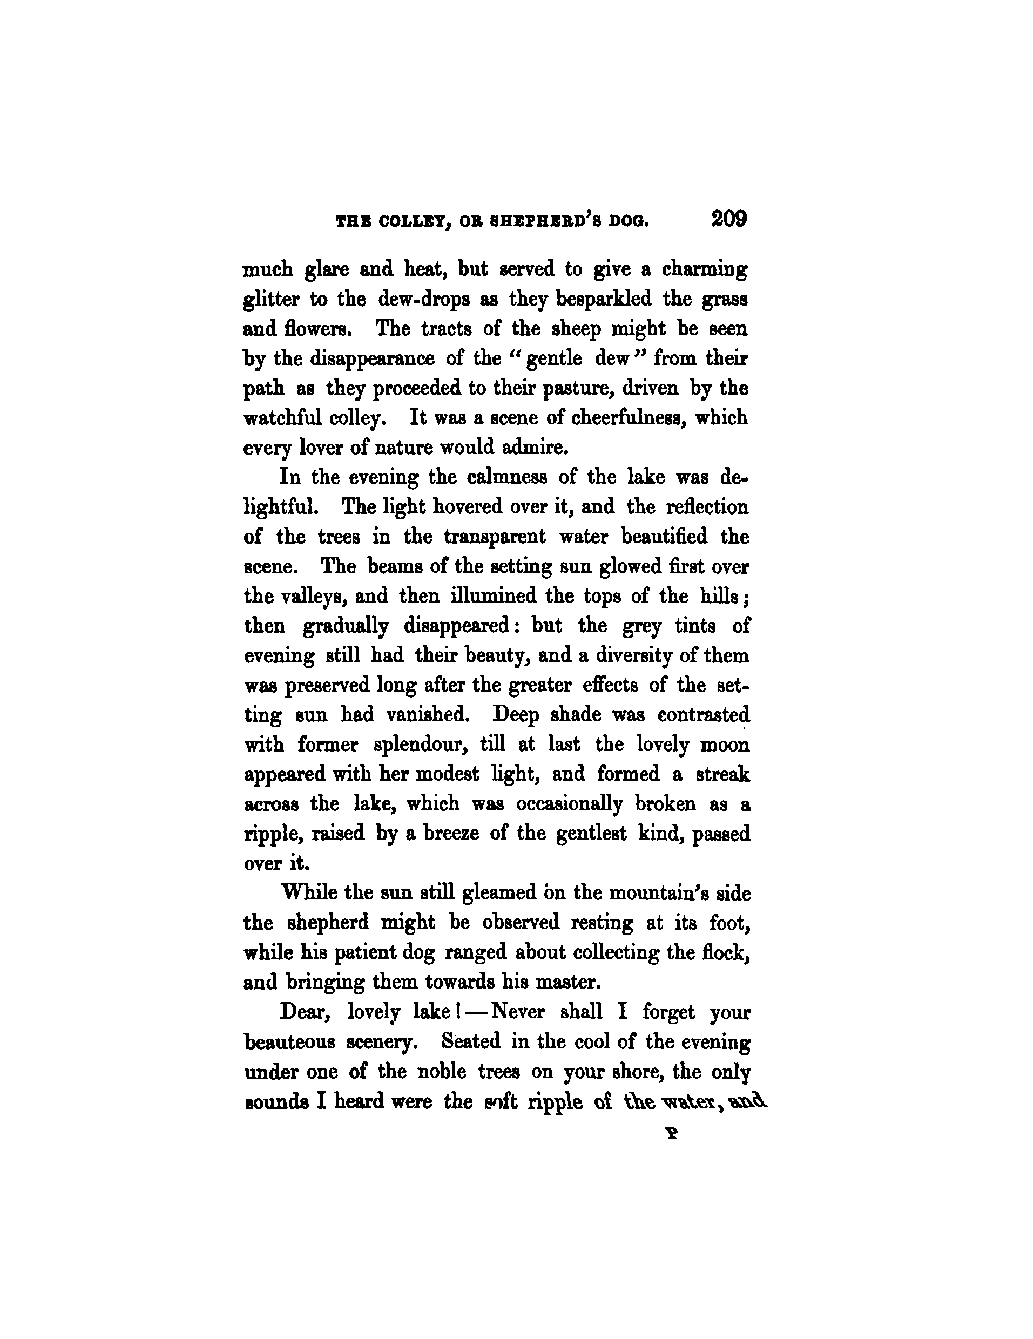 THE COLLEY, OR SHEPHERD'S DOG. 209
much glare and heat, but served to give a charming
glitter to the dew-drops as they besparkled the grass
and flowers. The tracts of the sheep might be seen
by the disappearance of the "gentle dew" from their
path as they proceeded to their pasture, driven by the
watchful colley. It was a scene of cheerfulness, which
every lover of nature would admire.
In the evening the calmness of the lake was de-
lightful. The light hovered over it, and the reflection
of the trees in the transparent water beautified the
scene. The beams of the setting sun glowed first over
the valleys, and then illumined the tops of the hills;
then gradually disappeared: but the grey tints of
evening still had their beauty, and a diversity of them
was preserved long after the greater effects of the set-
ting sun had vanished. Deep shade was contrasted
with former splendour, till at last the lovely moon
appeared with her modest light, and formed a streak
across the lake, which was occasionally broken as a
ripple, raised by a breeze of the gentlest kind, passed
over it.
While the sun still gleamed on the mountain's side
the shepherd might be observed resting at its foot,
while his patient dog ranged about collecting the flock,
and bringing them towards his master.
Dear, lovely lake!—Never shall I forget your
beauteous scenery. Seated in the cool of the evening
under one of the noble trees on your shore, the only
sounds I heard were the soft ripple of the water, and
P